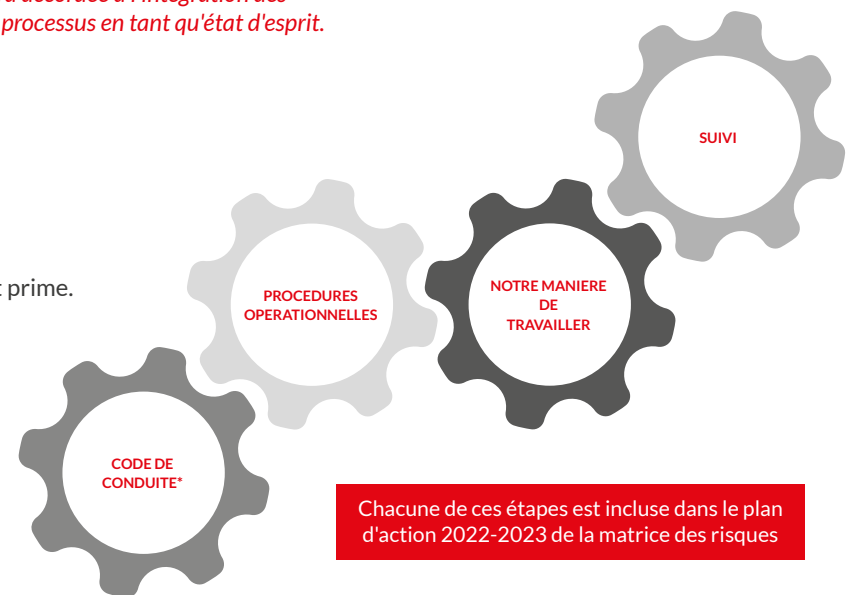 processus en tant qu'état d'esprit.
SUIVI
prime.
PROCEDURES
OPERATIONNELLES
NOTRE MANIERE
DE
TRAVAILLER
CODE DE
CONDUITE*
Chacune de ces étapes est incluse dans le plan
d'action 2022-2023 de la matrice des risques